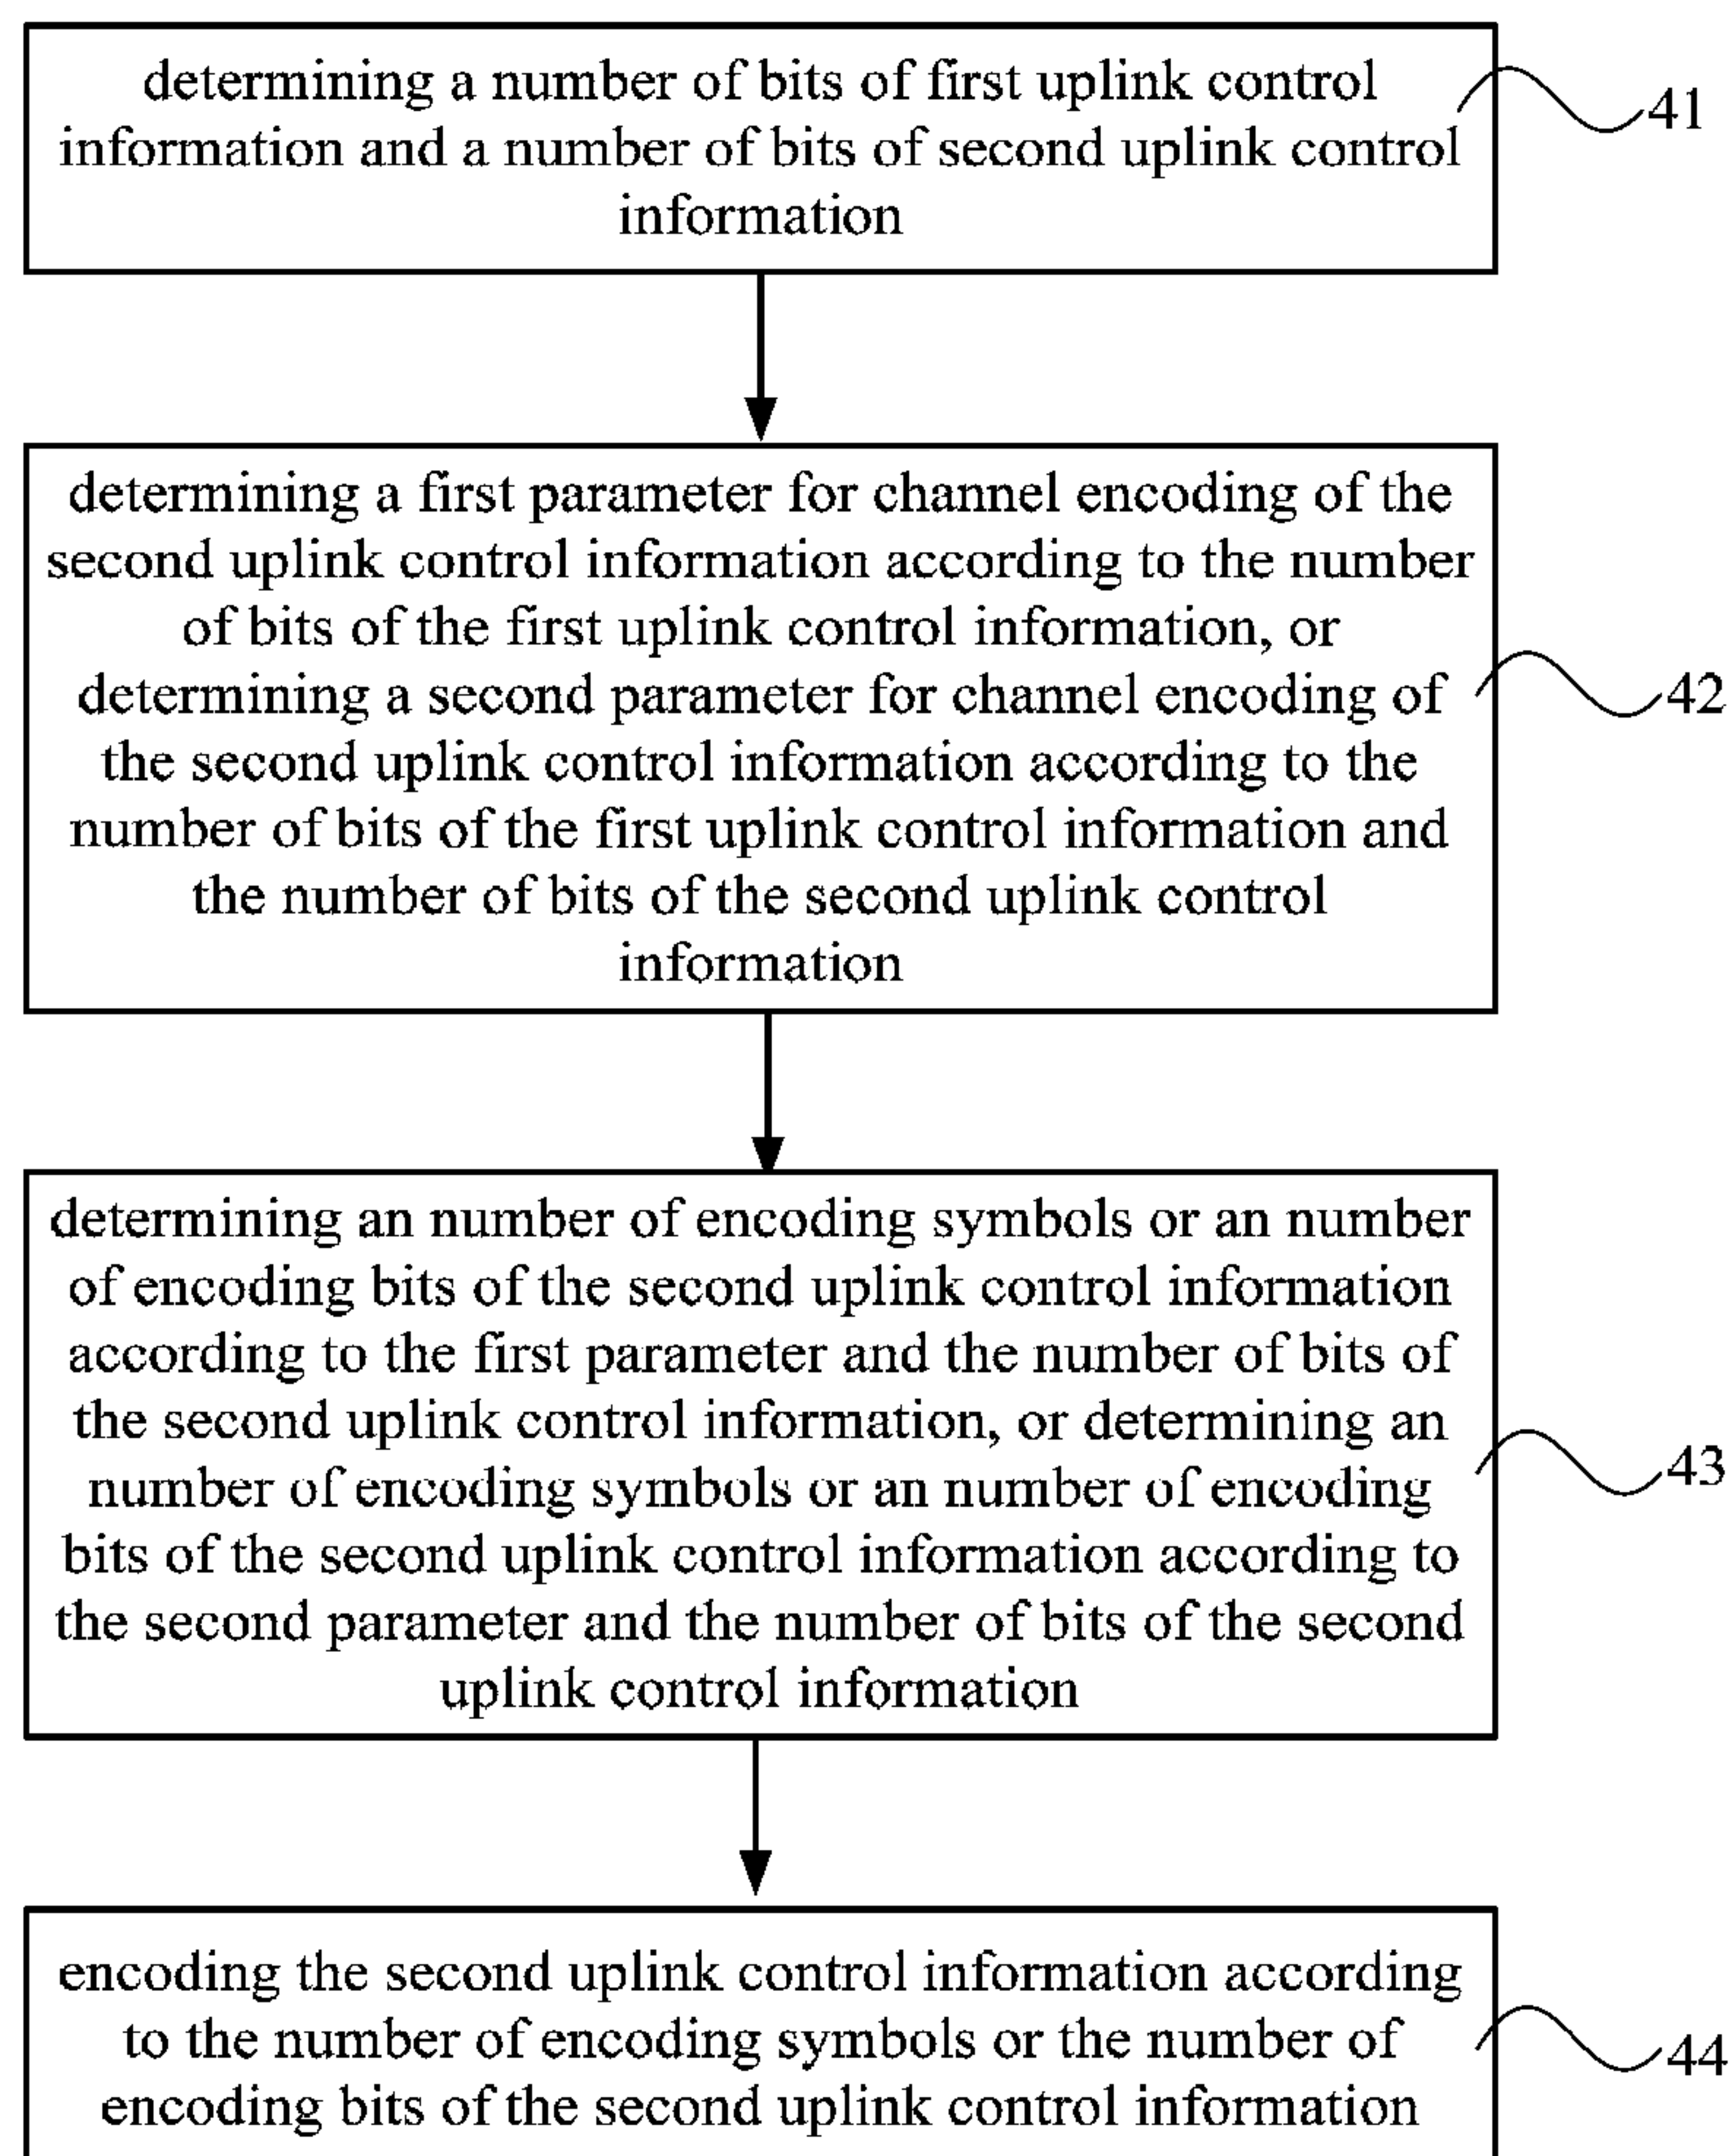 determining a number of bits of first uplink control
information and a number of bits of second uplink control
information
41
determining a first parameter for channel encoding of the
second uplink control information according to the number
of bits of the first uplink control information, or
determining a second parameter for channel encoding of
the second uplink control information according to the
number of bits of the first uplink control information and
the number of bits of the second uplink control
information
42
determining an number of encoding symbols or an number
of encoding bits of the second uplink control information
according to the first parameter and the number of bits of
the second uplink control information, or determining an
number of encoding symbols or an number of encoding
bits of the second uplink control information according to
the second parameter and the number of bits of the second
uplink control information
43
encoding the second uplink control information according
to the number of encoding symbols or the number of
encoding bits of the second uplink control information
44